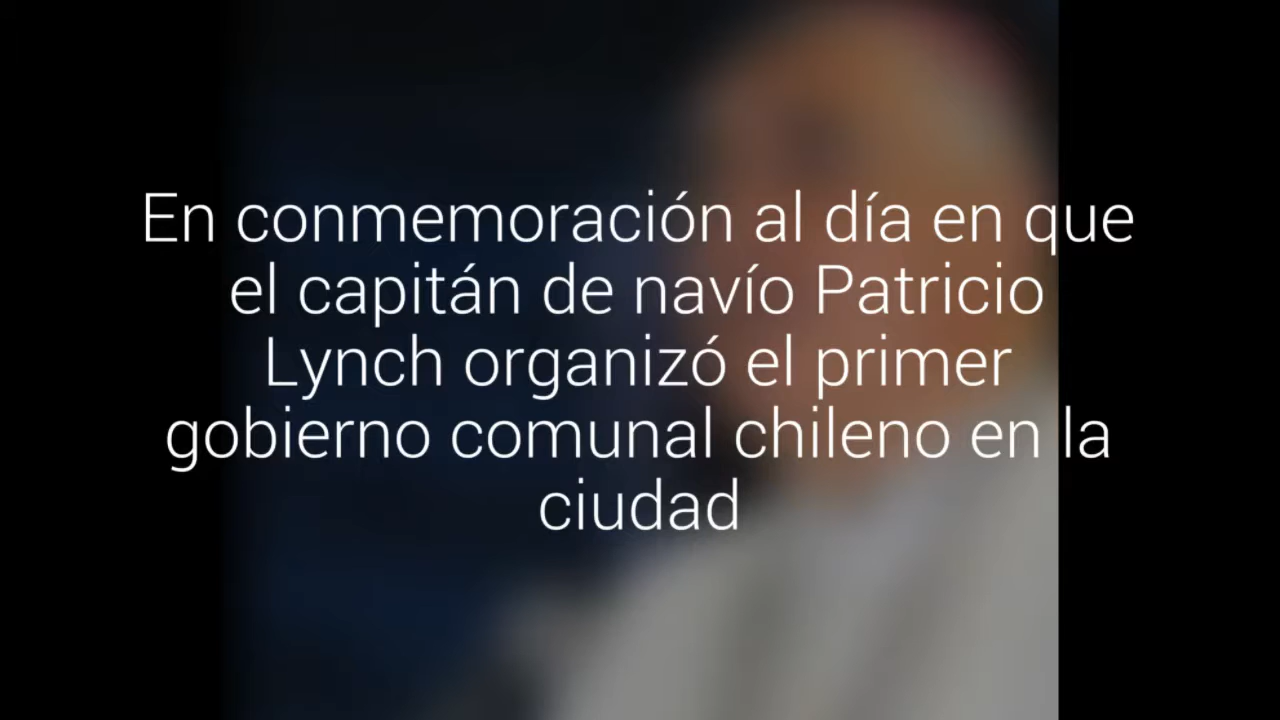 En conmemoración al día en que
el capitán de navío Patricio
Lynch organizó el primer
gobierno comunal chileno en la
ciudad